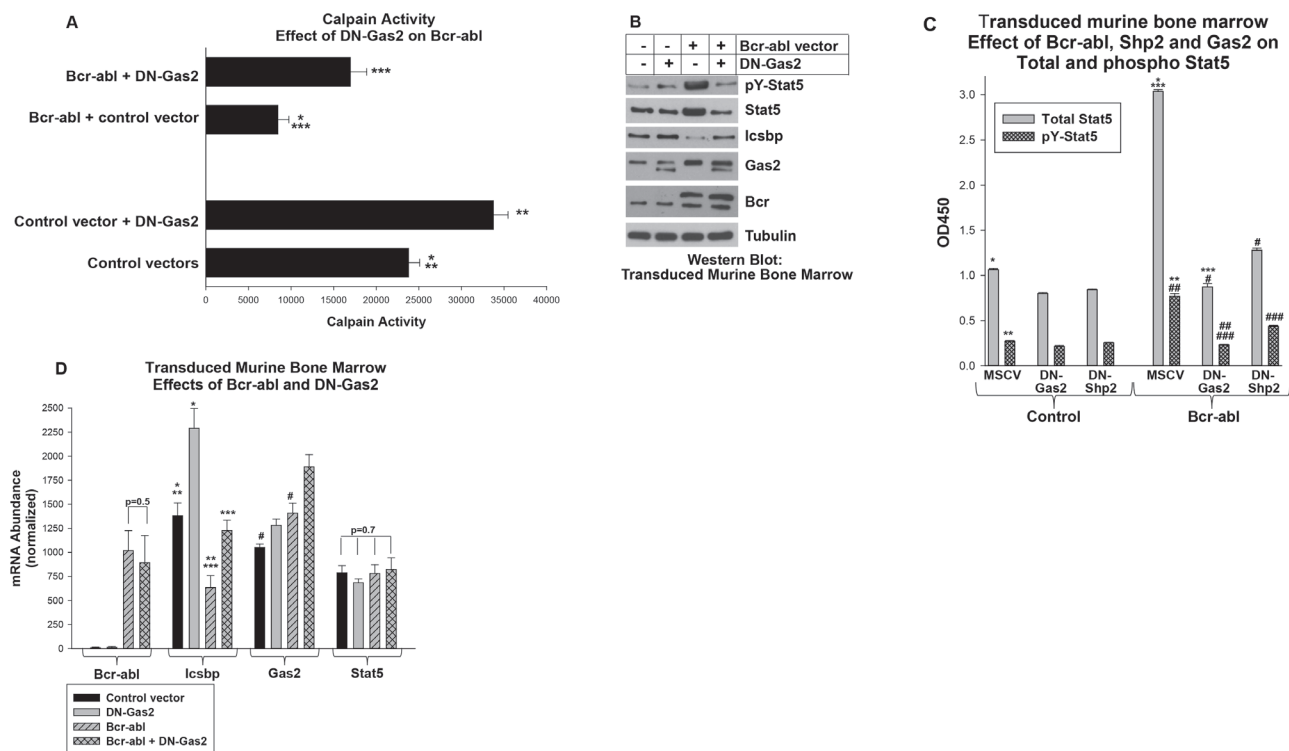 A
Calpain Activity
Effect of DN-Gas2 on Bcr-abl
Bcr-abl + DN-Gas2
***
Bcr-abl + control vector
*
***
Control vector + DN-Gas2
**
Control vectors
*
**
0 5000 10000 15000 20000 25000 30000 35000 40000
Calpain Activity
B
- - + + Bcr-abl vector
- + - + DN-Gas2
pY-Stat5
Stat5
Icsbp
Gas2
Bcr
Tubulin
Western Blot:
Transduced Murine Bone Marrow
C
Transduced murine bone marrow
Effect of Bcr-abl, Shp2 and Gas2 on
Total and phospho Stat5
Total Stat5
pY-Stat5
OD450
3.0
2.5
2.0
1.5
1.0
0.5
0.0
*
**
*
***
**
##
***
#
##
###
#
###
MSCV DN-Gas2 DN-Shp2 MSCV DN-Gas2 DN-Shp2
Control Bcr-abl
D
Transduced Murine Bone Marrow
Effects of Bcr-abl and DN-Gas2
mRNA Abundance
(normalized)
2500
2250
2000
1750
1500
1250
1000
750
500
250
0
p=0.5
*
**
*
**
***
***
#
#
p=0.7
Bcr-abl Icsbp Gas2 Stat5
Control vector
DN-Gas2
Bcr-abl
Bcr-abl + DN-Gas2